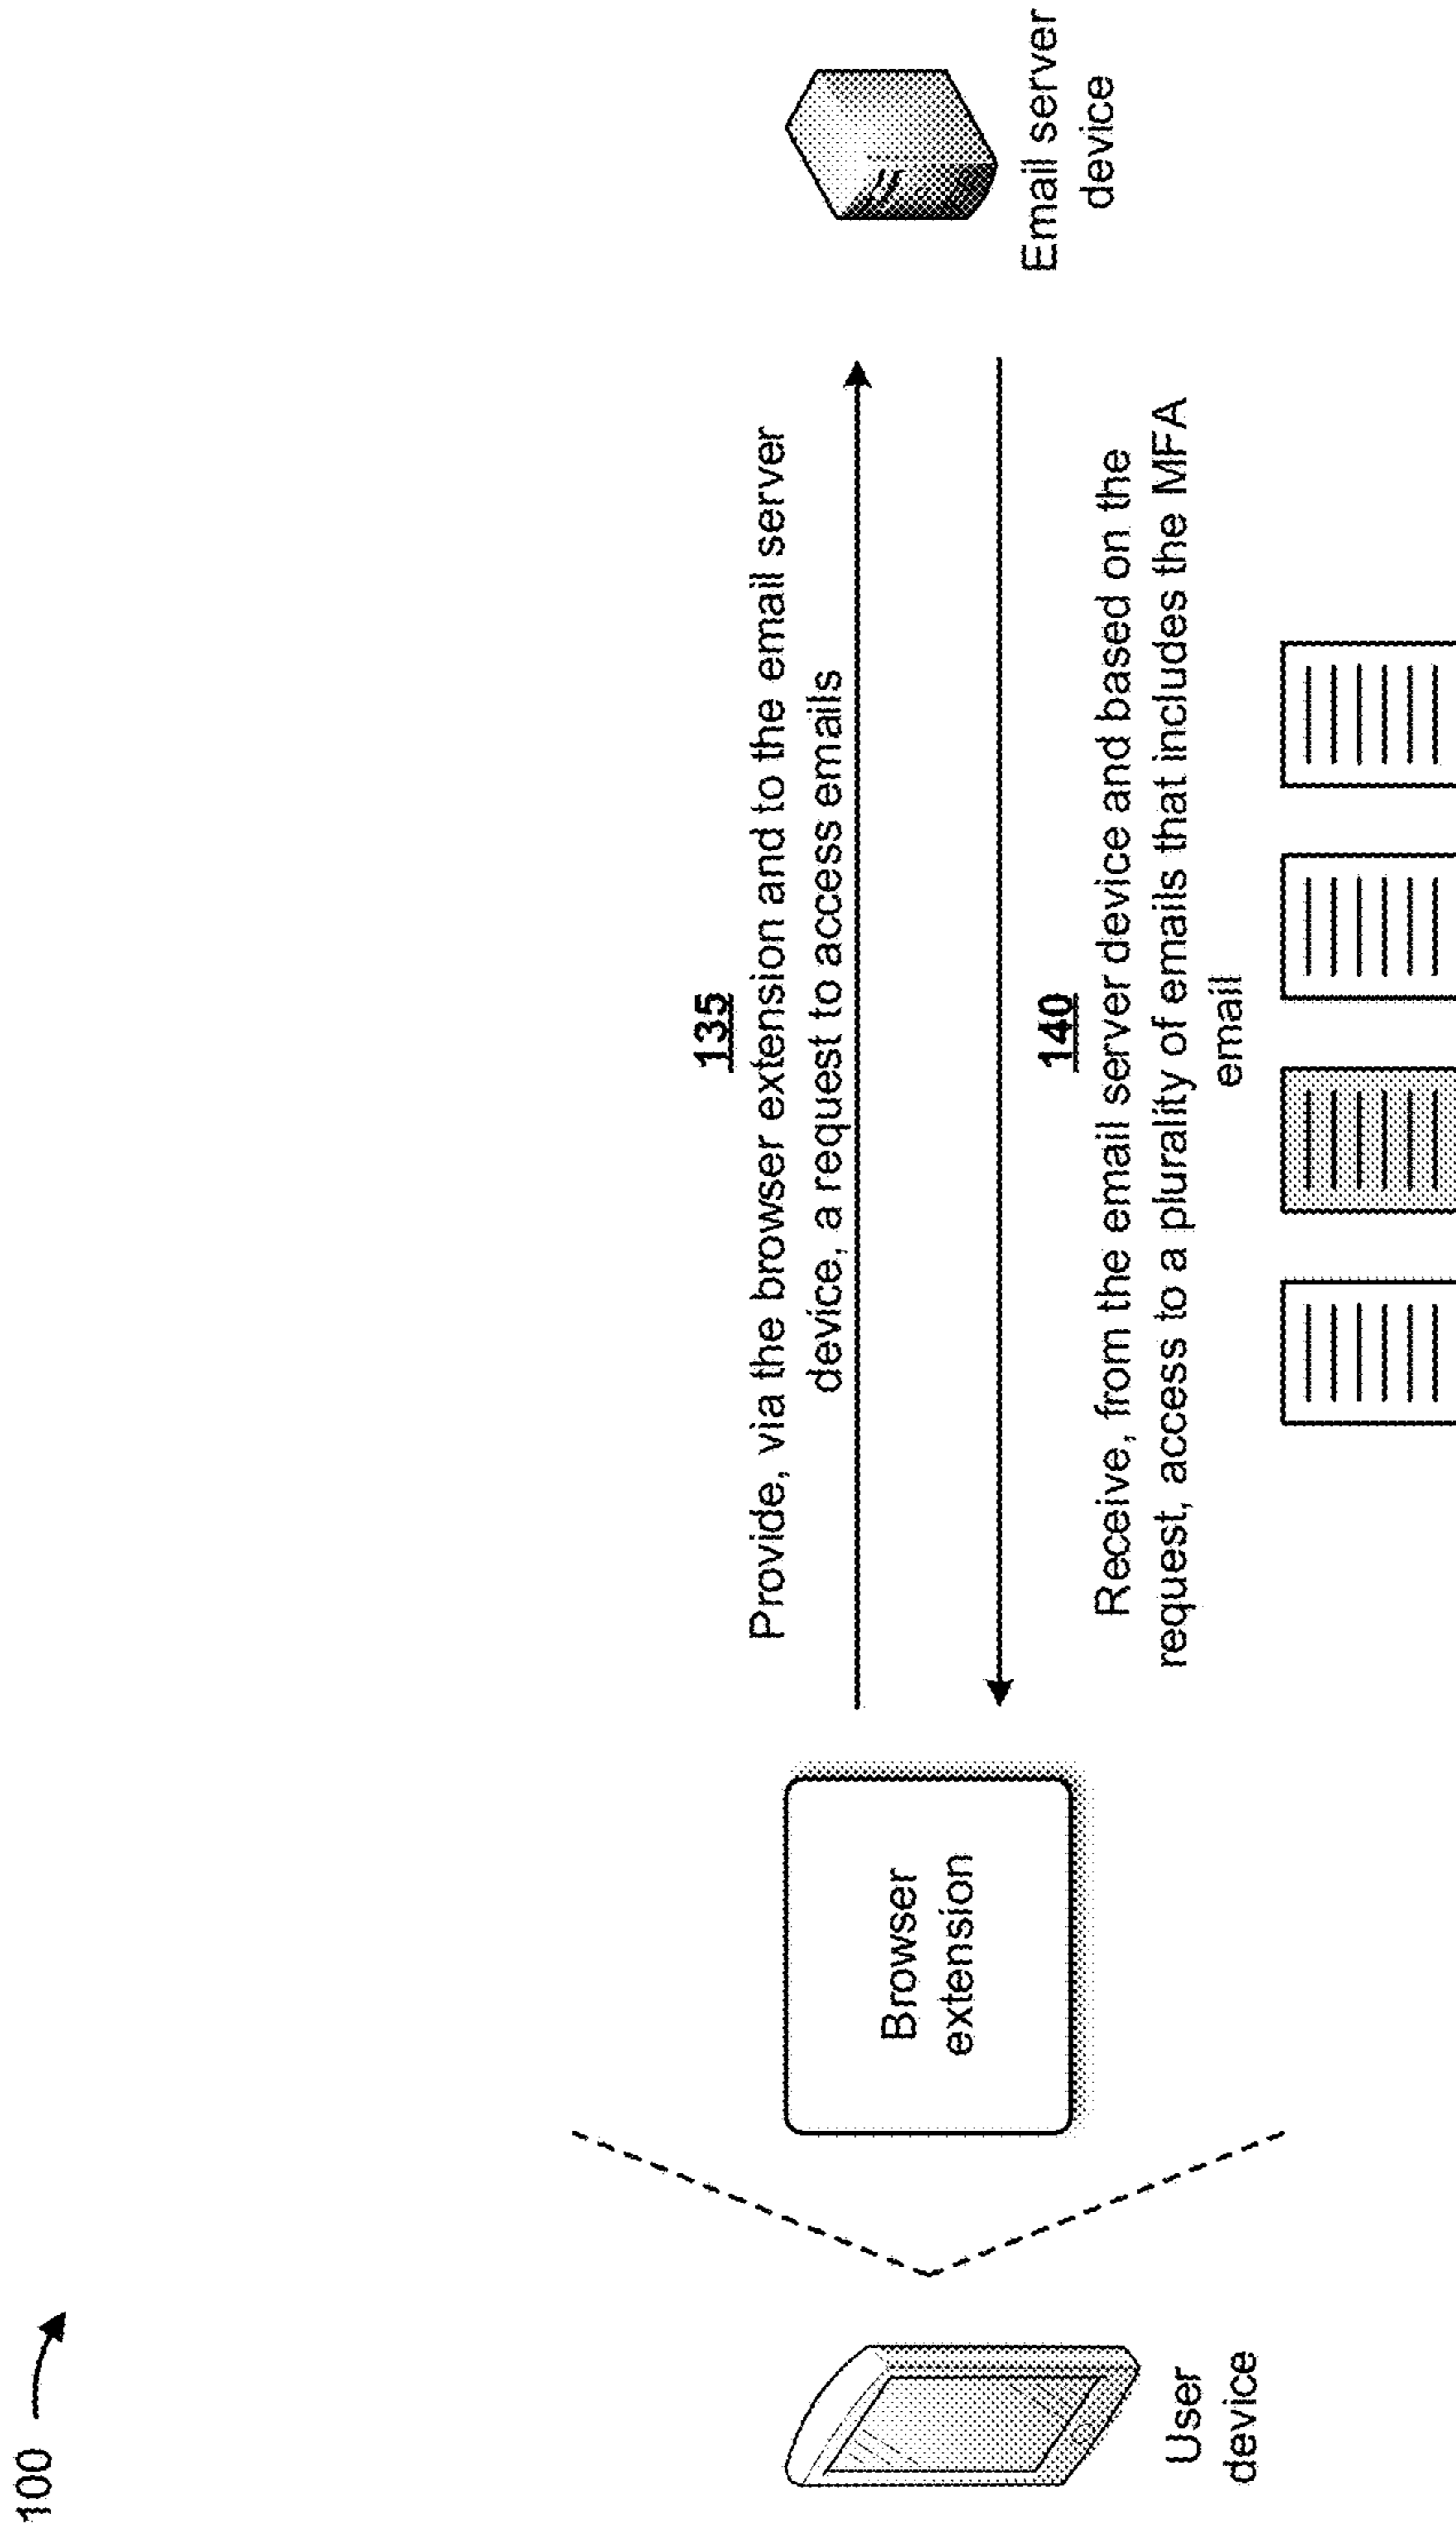 100
135
Provide, via the browser extension and to the email server
device, a request to access emails
Browser
extension
140
Receive, from the email server device and based on the
request, access to a plurality of emails that includes the MFA
email
User
device
Email server
device